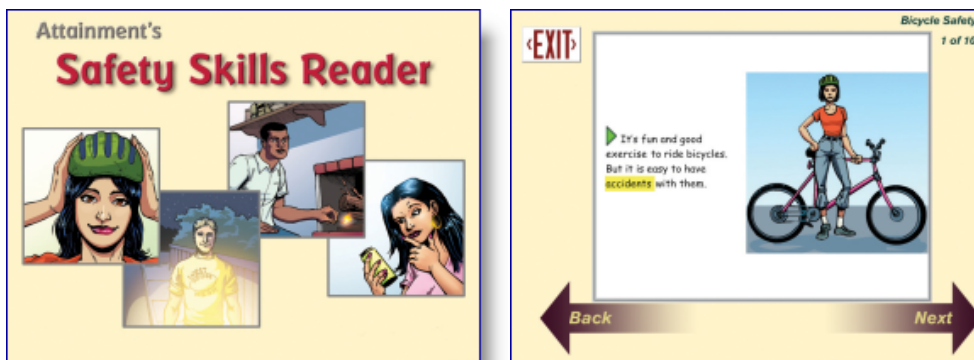 Attainment's
Safety Skills Reader
‹EXIT›
Bicycle Safety
1 of 10
It's fun and good
exercise to ride bicycles.
But it is easy to have
accidents with them.
Back
Next